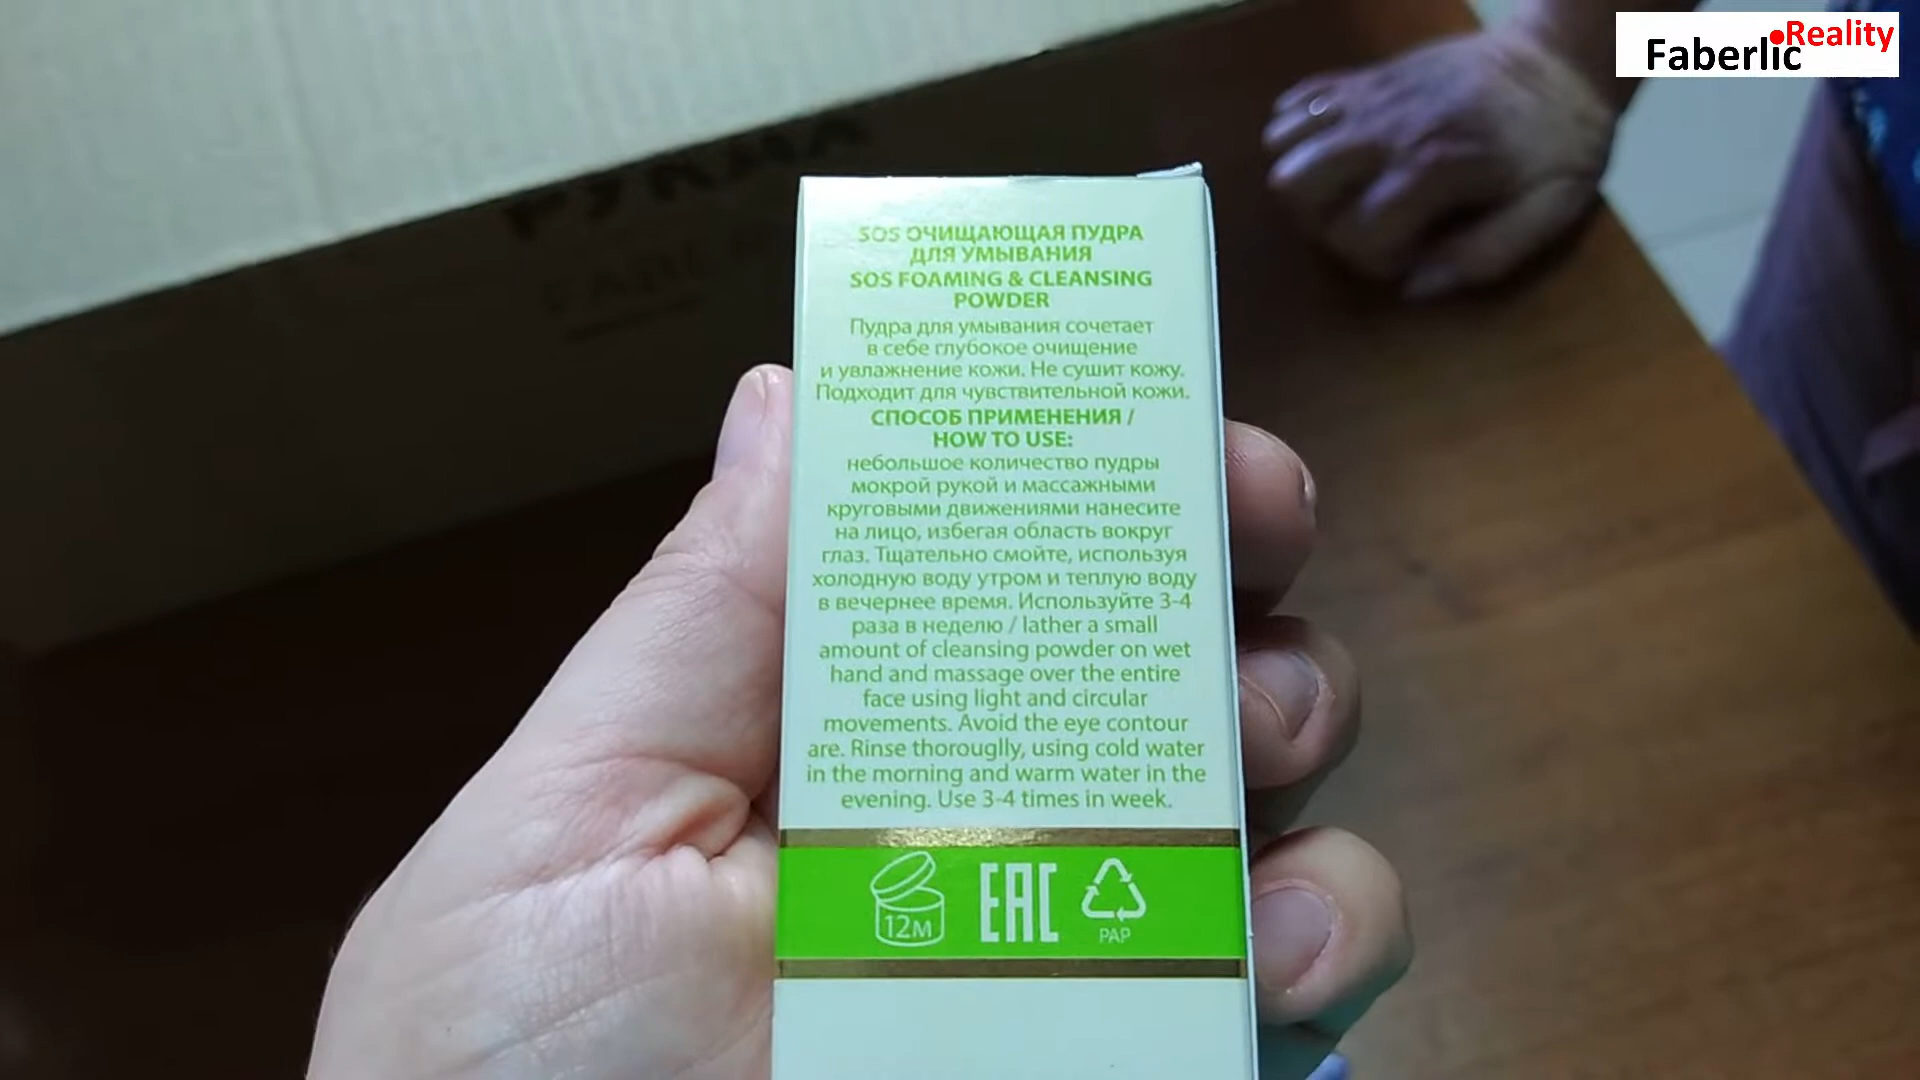 Faberlic Reality
SOS ОЧИЩАЮЩАЯ ПУДРА
ДЛЯ УМЫВАНИЯ
SOS FOAMING & CLEANSING
POWDER
Пудра для умывания сочетает
в себе глубокое очищение
и увлажнение кожи. Не сушит кожу.
Подходит для чувствительной кожи.
СПОСОБ ПРИМЕНЕНИЯ /
HOW TO USE:
небольшое количество пудры
мокрой рукой и массажными
круговыми движениями нанесите
на лицо, избегая область вокруг
глаз. Тщательно смойте, используя
холодную воду утром и теплую воду
в вечернее время. Используйте 3-4
раза в неделю / lather a small
amount of cleansing powder on wet
hand and massage over the entire
face using light and circular
movements. Avoid the eye contour
are. Rinse thorouglly, using cold water
in the morning and warm water in the
evening. Use 3-4 times in week.
12M EAC
PAP